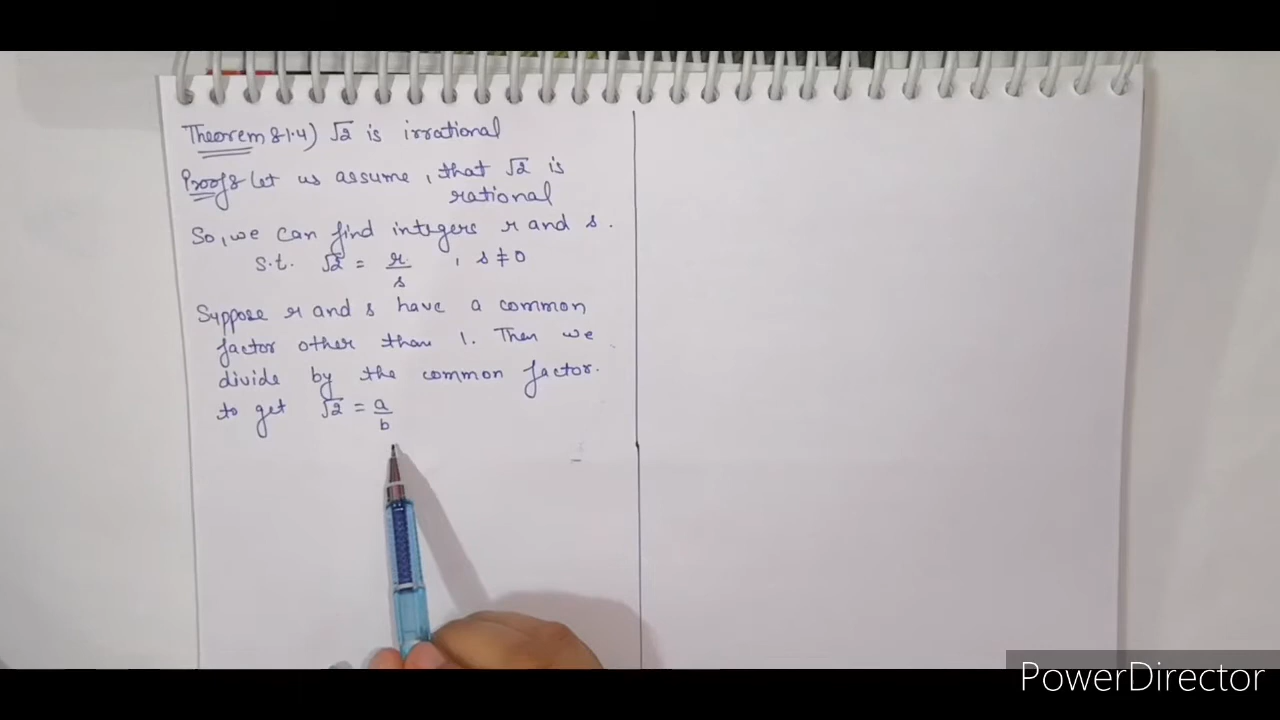 Theorem 1.4) √2 is irrational
Proof: Let us assume, that √2 is
rational
So, we can find integers r and s.
s.t. √2 = r/s , s ≠ 0
Suppose r and s have a common
factor other than 1. Then we
divide by the common factor.
to get √2 = a/b
PowerDirector